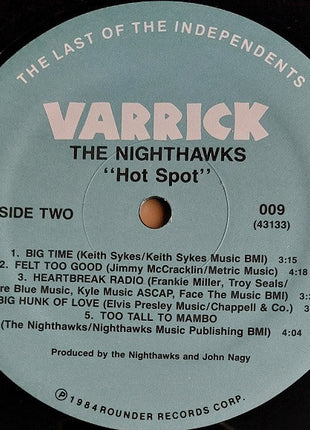 THE LAST OF THE INDEPENDENTS
VARRICK
THE NIGHTHAWKS
"Hot Spot"
SIDE TWO
009
(43133)
1. BIG TIME (Keith Sykes/Keith Sykes Music BMI) 3:15
2. FELT TOO GOOD (Jimmy McCracklin/Metric Music) 4:18
3. HEARTBREAK RADIO (Frankie Miller, Troy Seals/
re Blue Music, Kyle Music ASCAP, Face The Music BMI)
BIG HUNK OF LOVE (Elvis Presley Music/Chappell & Co.)
5. TOO TALL TO MAMBO
(The Nighthawks/Nighthawks Music Publishing BMI) 4:04
Produced by the Nighthawks and John Nagy
℗ 1984 ROUNDER RECORDS CORP.